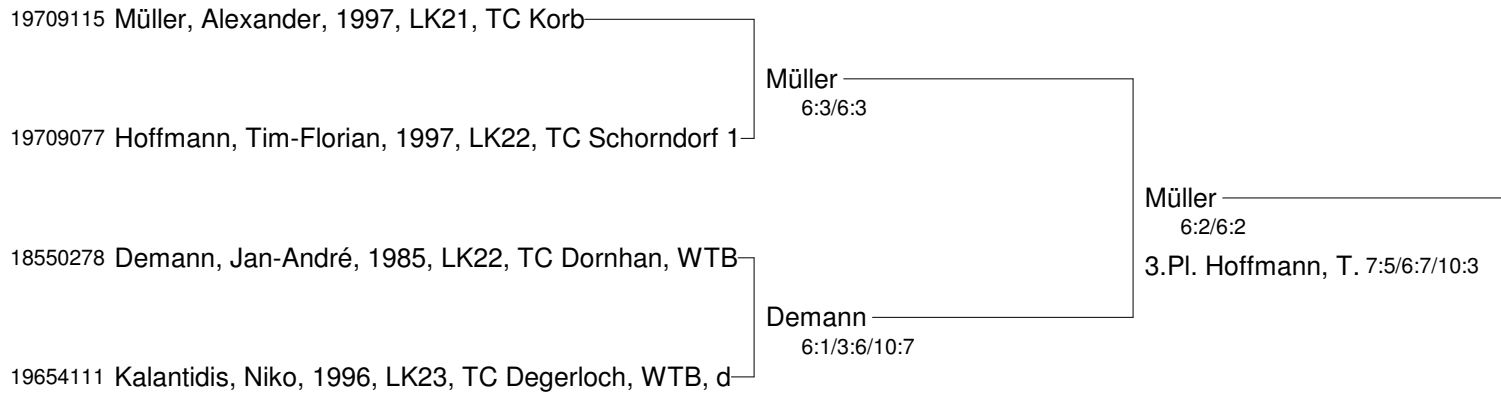 19709115 Müller, Alexander, 1997, LK21, TC Korb
Müller
6:3/6:3
19709077 Hoffmann, Tim-Florian, 1997, LK22, TC Schorndorf 1
Müller
6:2/6:2
18550278 Demann, Jan-André, 1985, LK22, TC Dornhan, WTB
3.Pl. Hoffmann, T. 7:5/6:7/10:3
Demann
6:1/3:6/10:7
19654111 Kalantidis, Niko, 1996, LK23, TC Degerloch, WTB, d